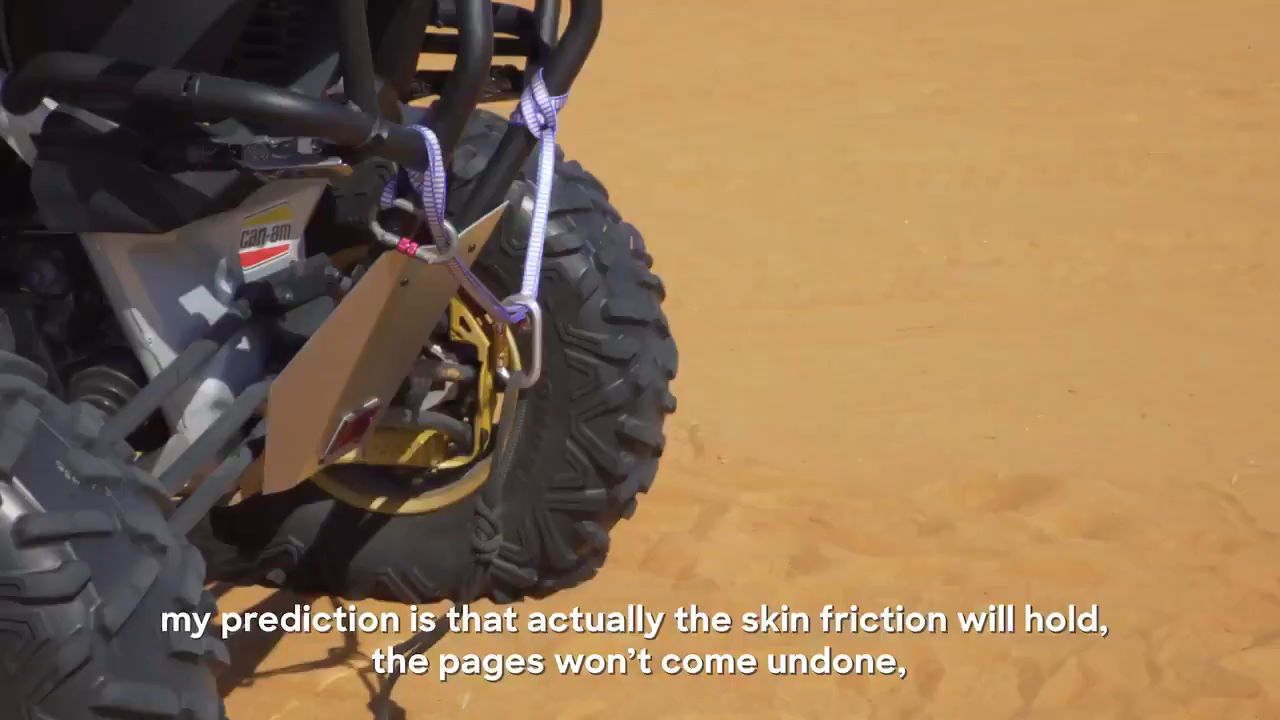 can-am
my prediction is that actually the skin friction will hold,
the pages won't come undone,